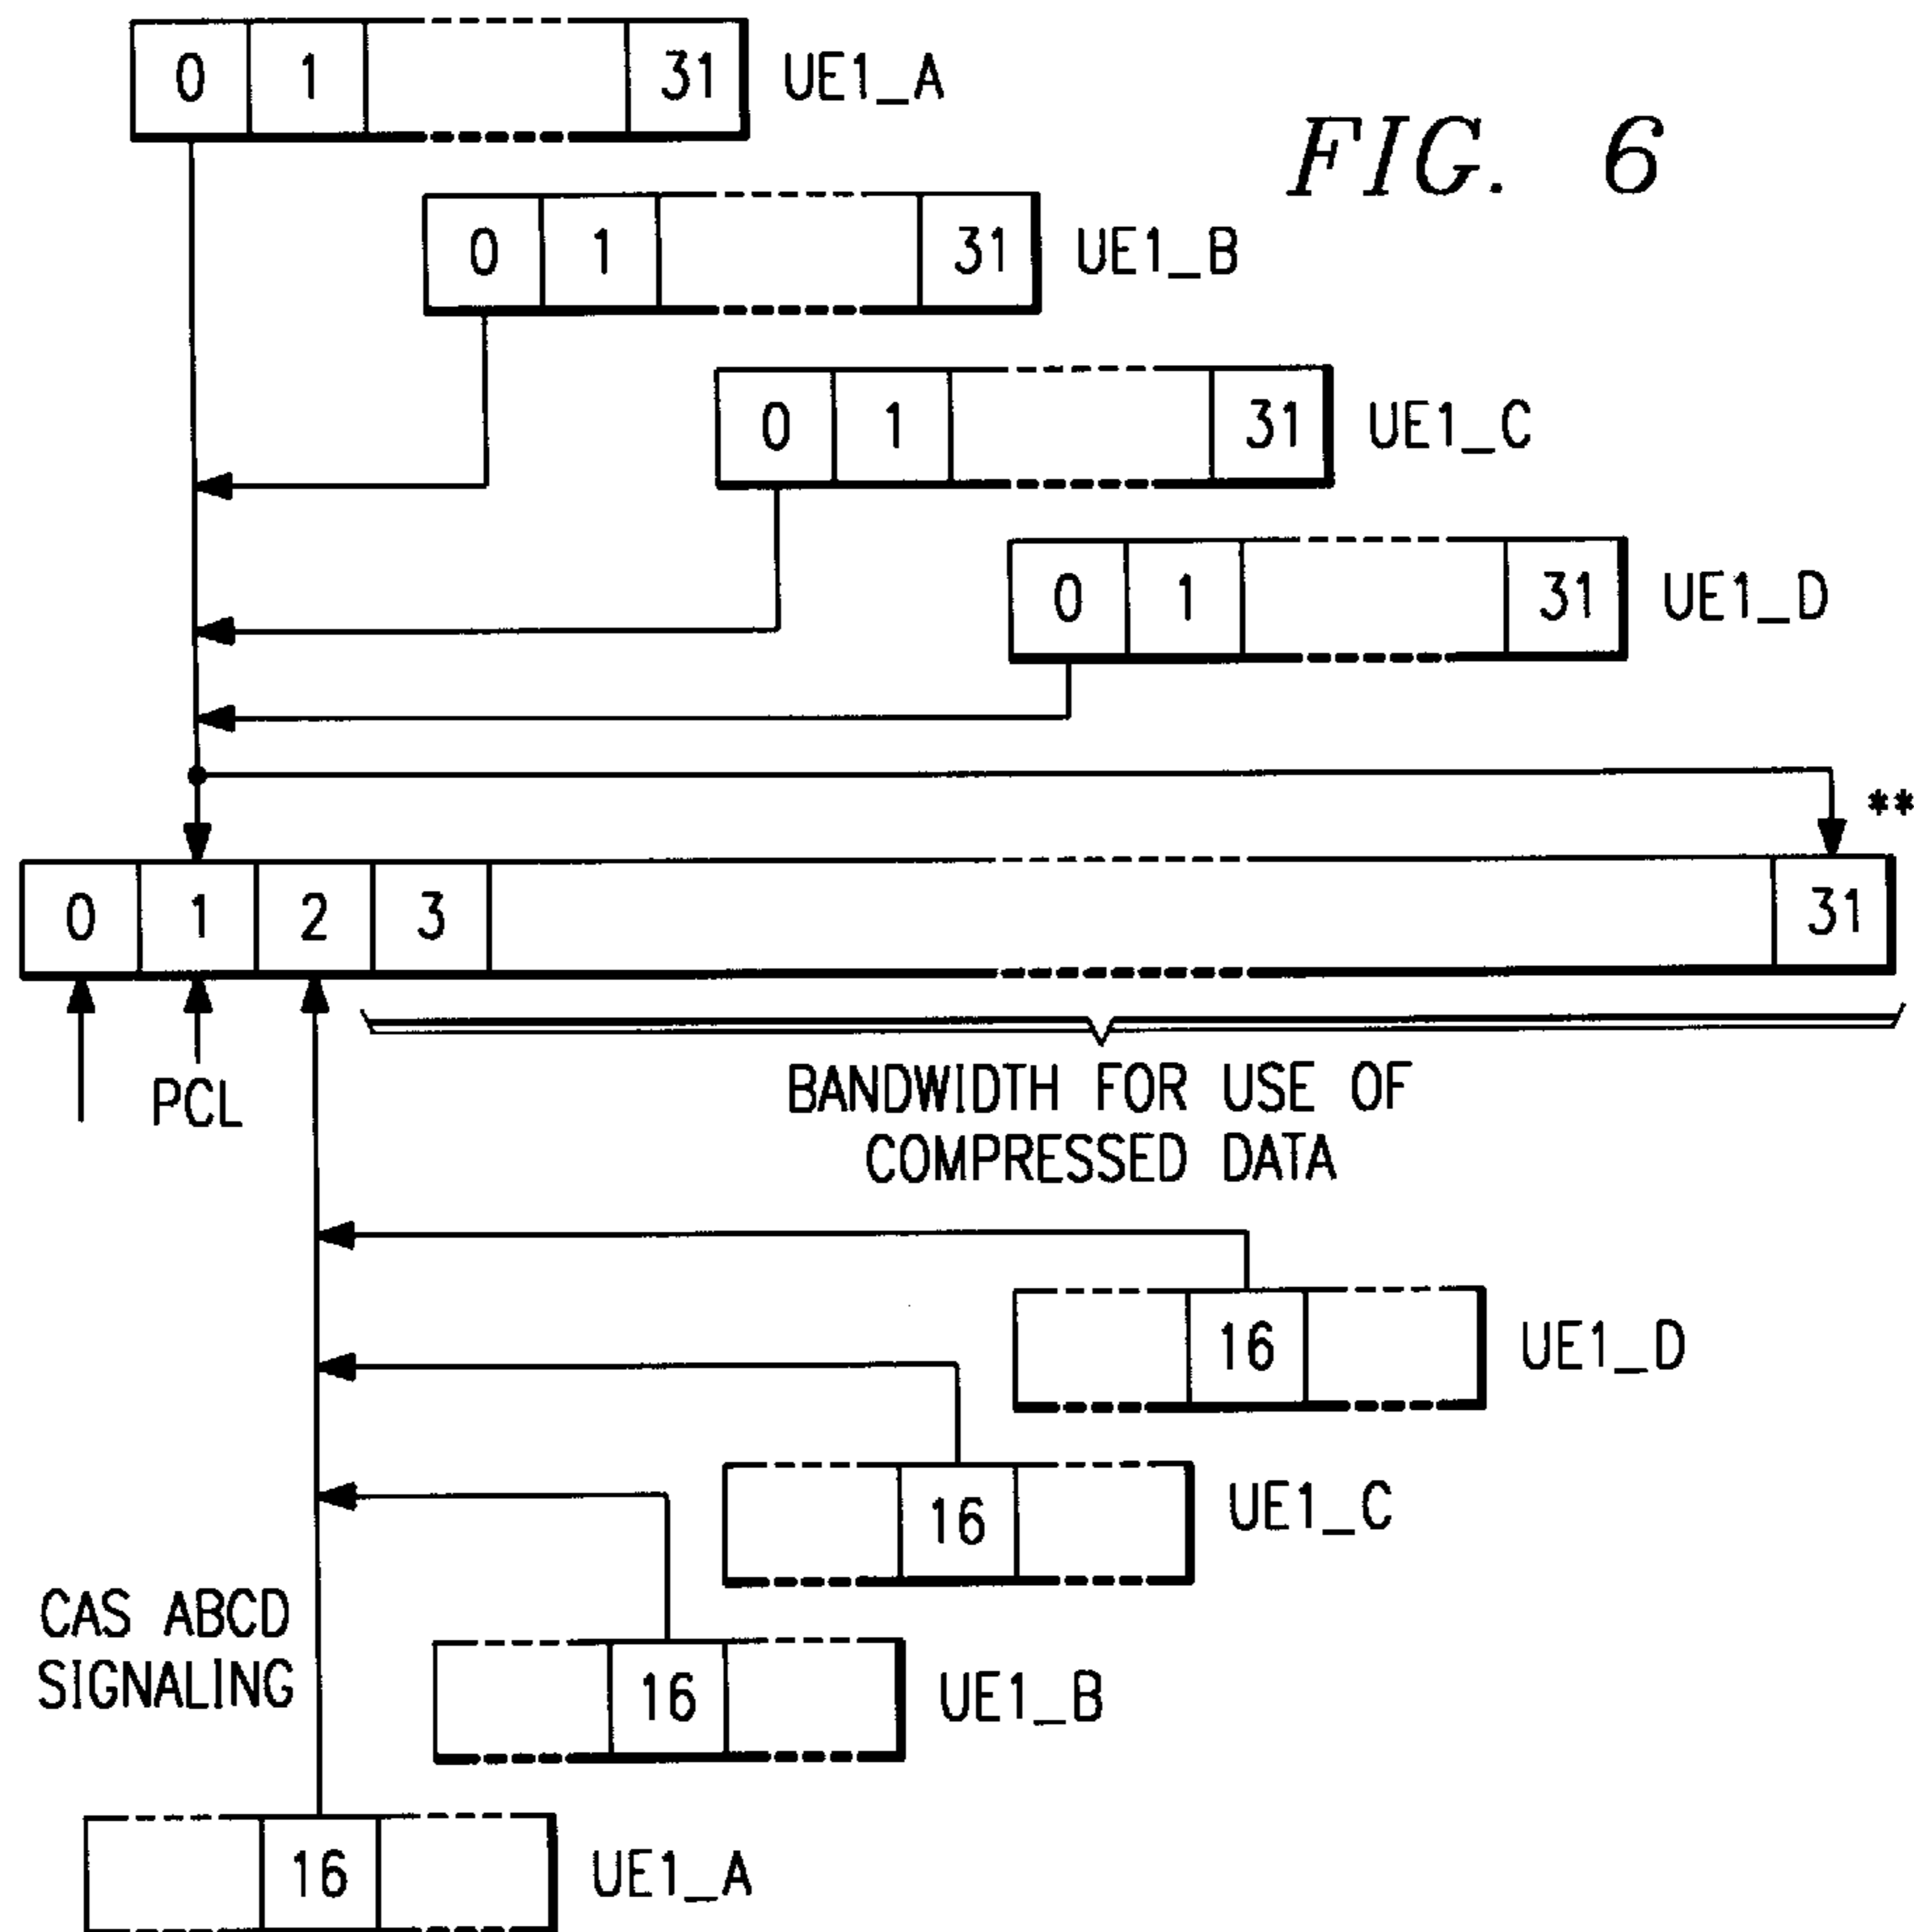 0 1 31 UE1_A
FIG. 6
0 1 31 UE1_B
0 1 31 UE1_C
0 1 31 UE1_D
**
0 1 2 3 31
PCL
BANDWIDTH FOR USE OF
COMPRESSED DATA
16 UE1_D
16 UE1_C
CAS ABCD
SIGNALING
16 UE1_B
16 UE1_A